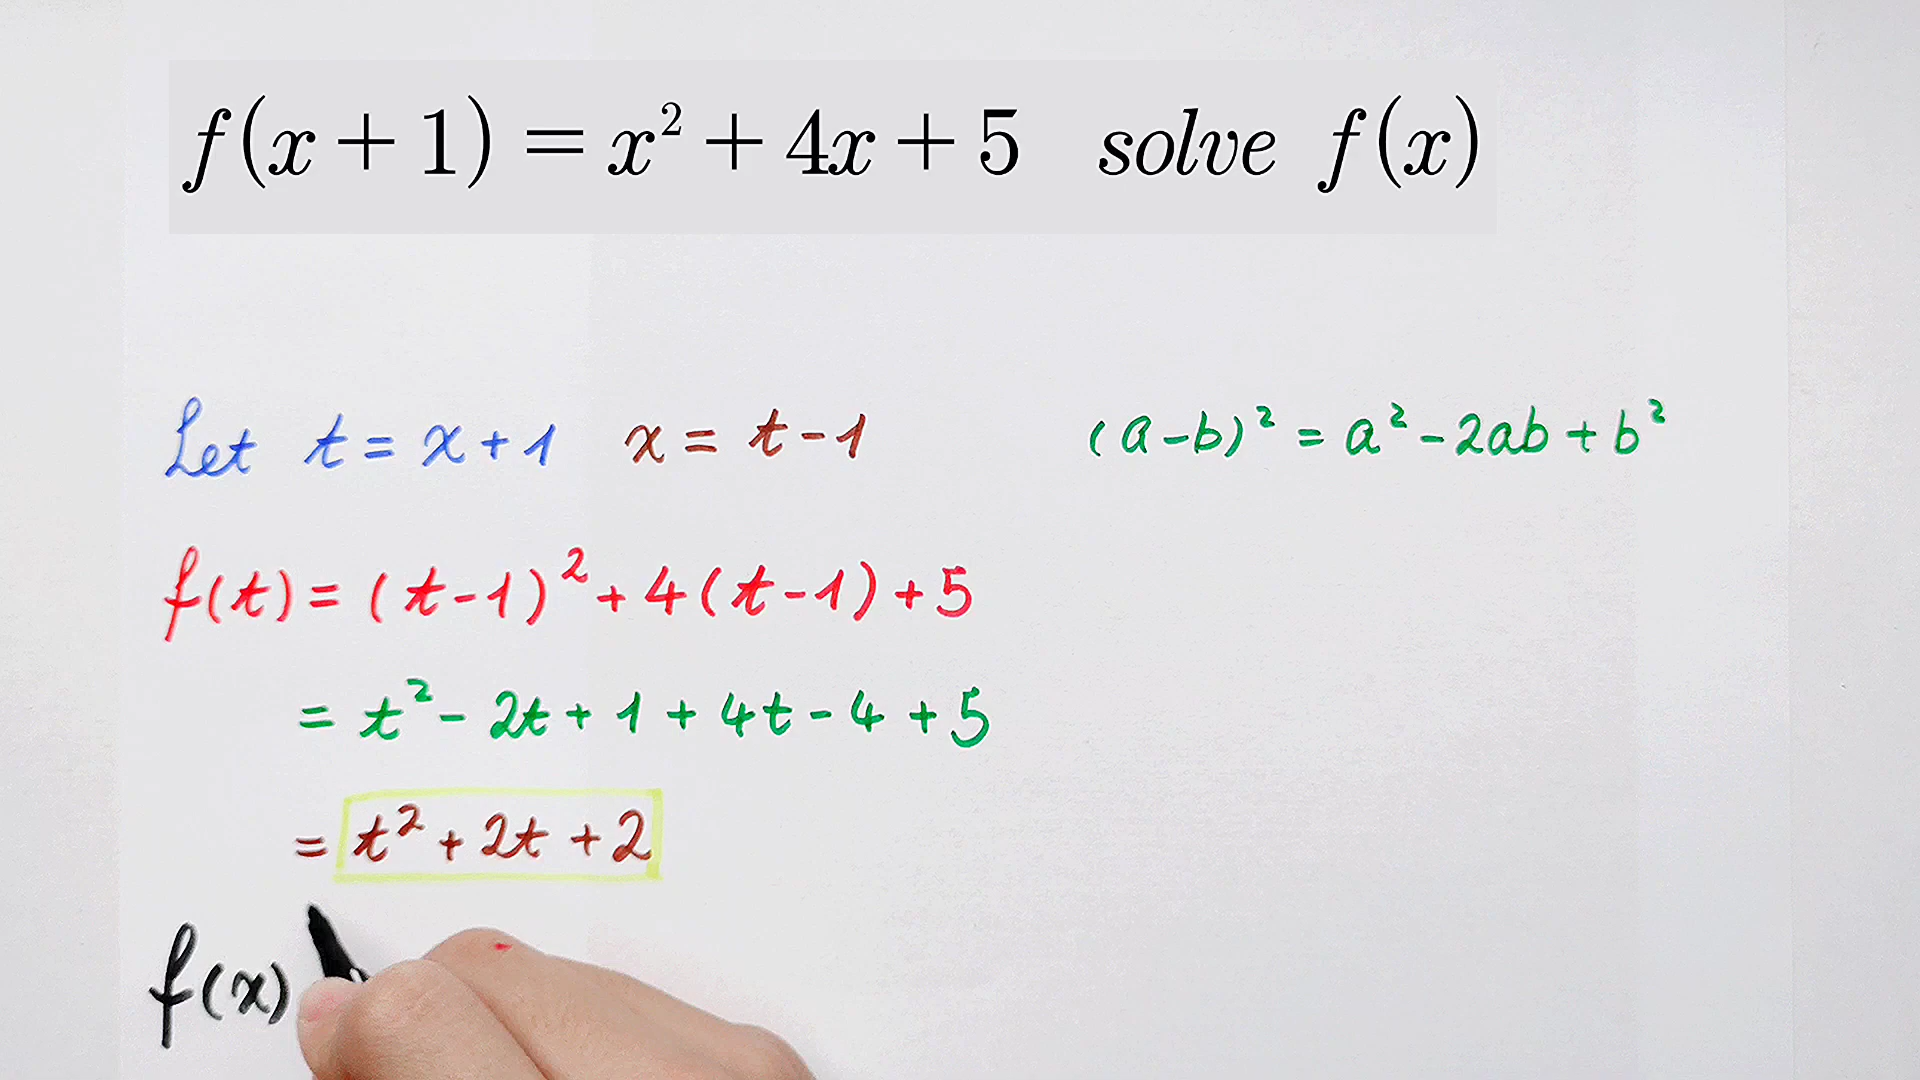 f(x+1) = x² + 4x + 5 solve f(x)
Let t = x+1 x = t-1 (a-b)² = a² - 2ab + b²
f(t) = (t-1)² + 4(t-1) + 5
= t² - 2t + 1 + 4t - 4 + 5
= t² + 2t + 2
f(x)